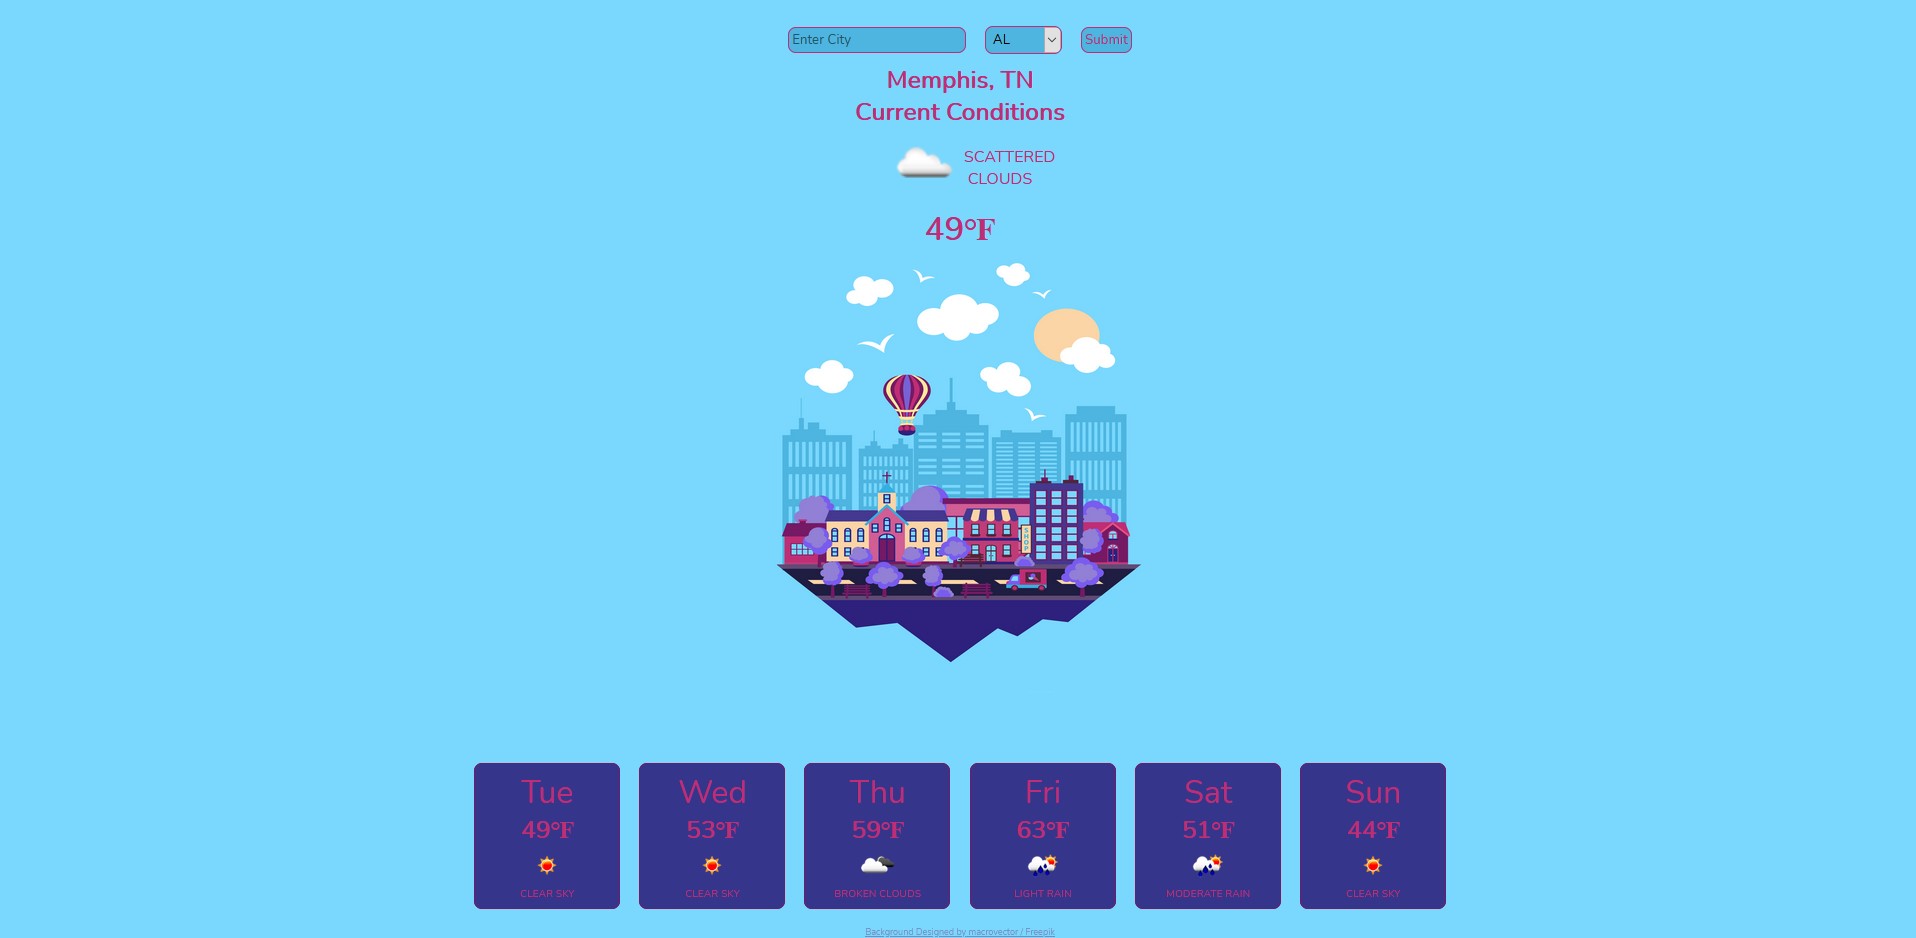 Enter City AL Submit
Memphis, TN
Current Conditions
SCATTERED
CLOUDS
49°F
SHOP
Tue Wed Thu Fri Sat Sun
49°F 53°F 59°F 63°F 51°F 44°F
CLEAR SKY CLEAR SKY BROKEN CLOUDS LIGHT RAIN MODERATE RAIN CLEAR SKY
Background Designed by macrovector / Freepik